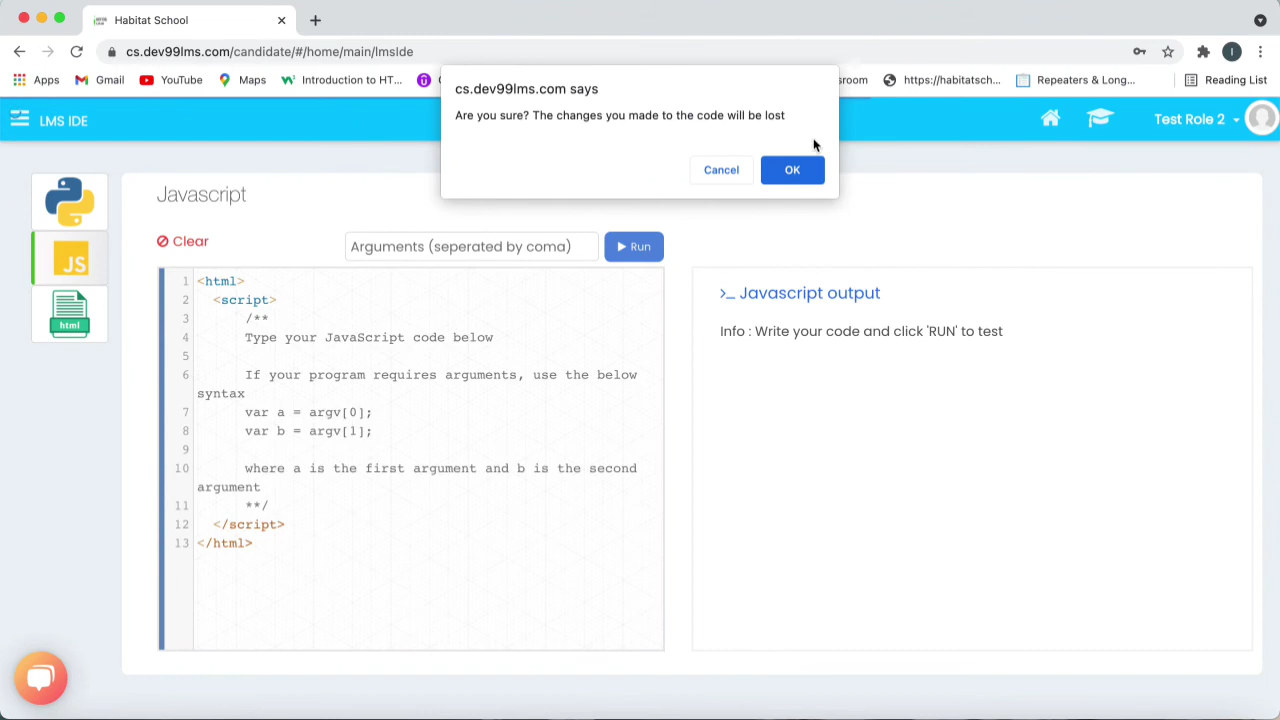 Habitat School
cs.dev99lms.com/candidate/#/home/main/lmsIde
I
Apps
Gmail
YouTube
Maps
Introduction to HT...
room
https://habitatsch...
Repeaters & Long...
Reading List
cs.dev99lms.com says
Are you sure? The changes you made to the code will be lost
Cancel
OK
LMS IDE
Test Role 2
Javascript
Clear
Arguments (seperated by coma)
Run
JS
html
1 <html>
2 <script>
3 /**
4 Type your JavaScript code below
5
6 If your program requires arguments, use the below
syntax
7 var a = argv[0];
8 var b = argv[1];
9
10 where a is the first argument and b is the second
argument
11 **/
12 </script>
13 </html>
>_ Javascript output
Info : Write your code and click 'RUN' to test